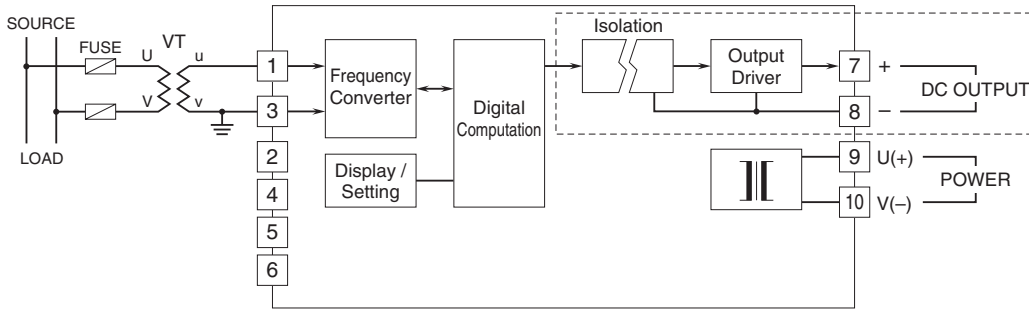 SOURCE
FUSE
VT
U
u
V
v
LOAD
1
3
2
4
5
6
Frequency
Converter
Display /
Setting
Digital
Computation
Isolation
Output
Driver
7 +
8 −
DC OUTPUT
9 U(+)
10 V(−)
POWER